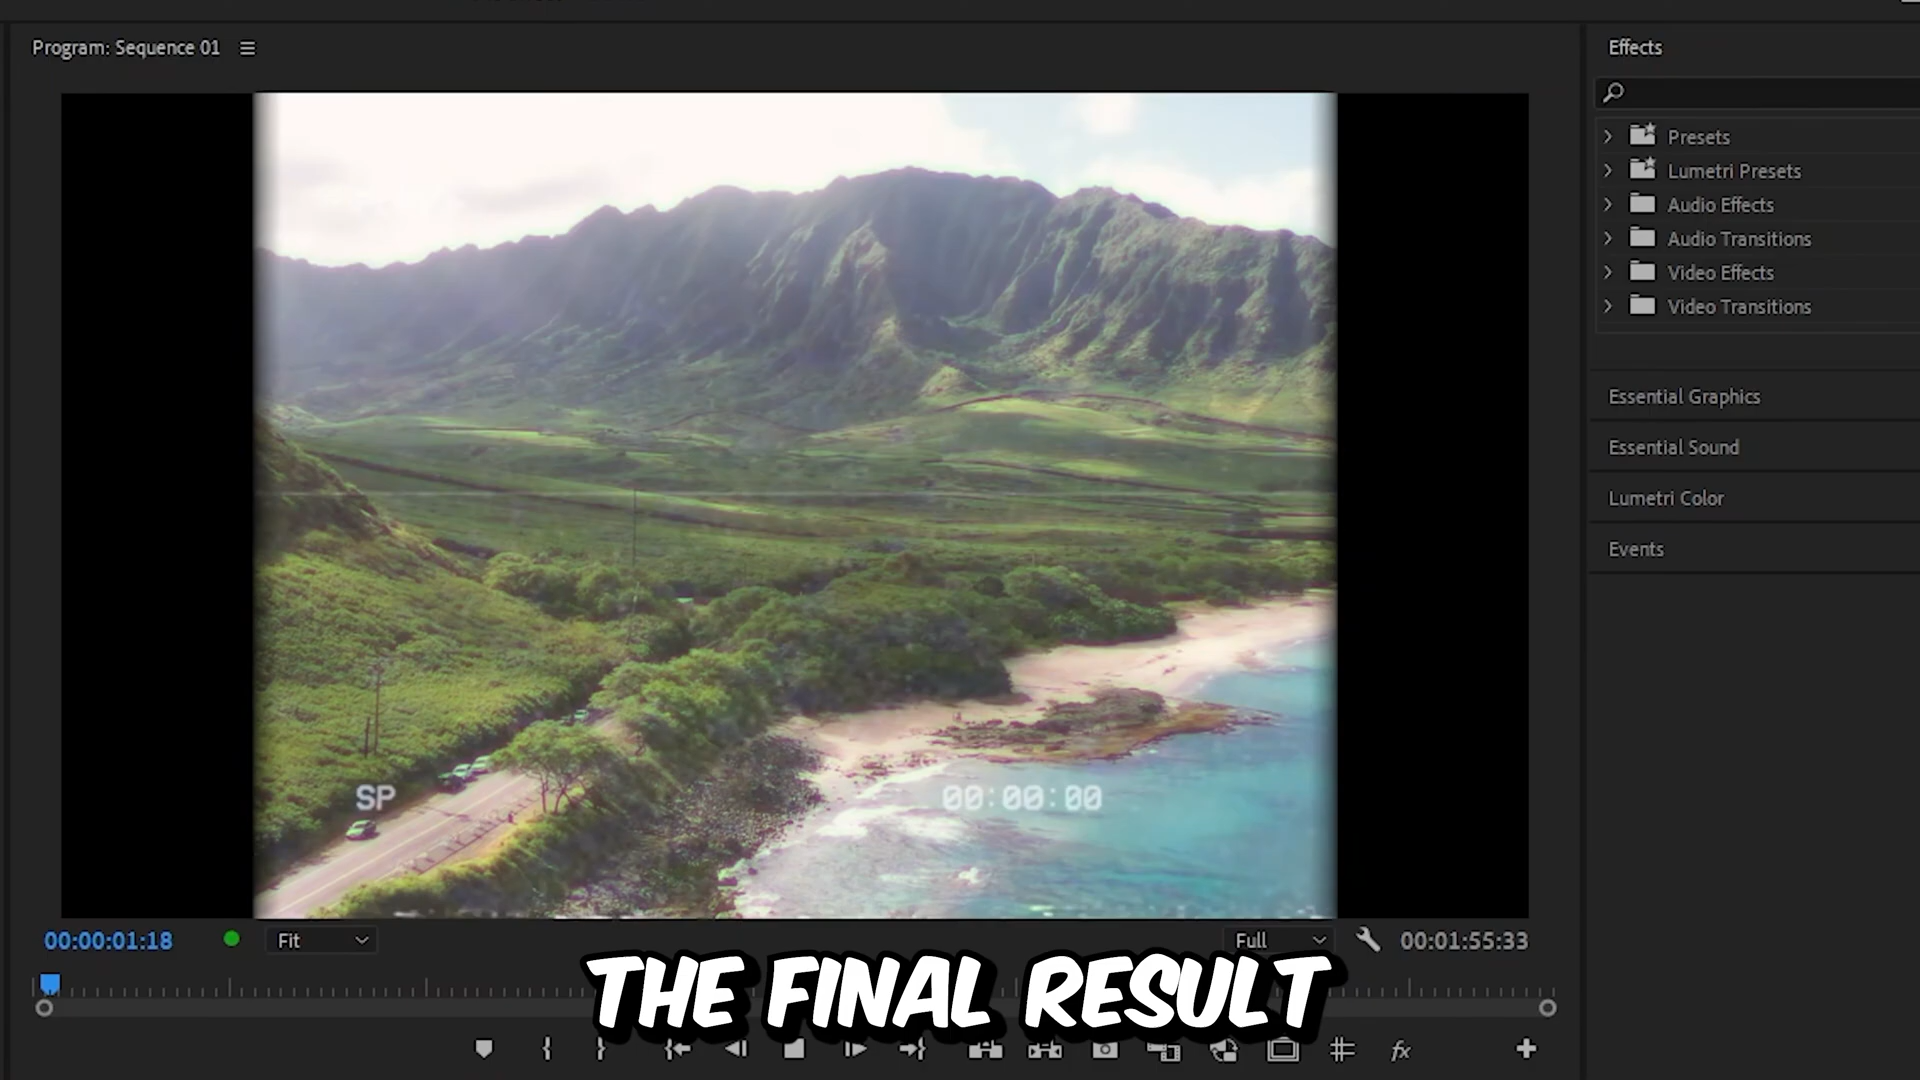 Program: Sequence 01
Effects
Presets
Lumetri Presets
Audio Effects
Audio Transitions
Video Effects
Video Transitions
Essential Graphics
Essential Sound
Lumetri Color
Events
SP
00:00:00
00:00:01:18
Fit
Full
00:01:55:33
THE FINAL RESULT
fx